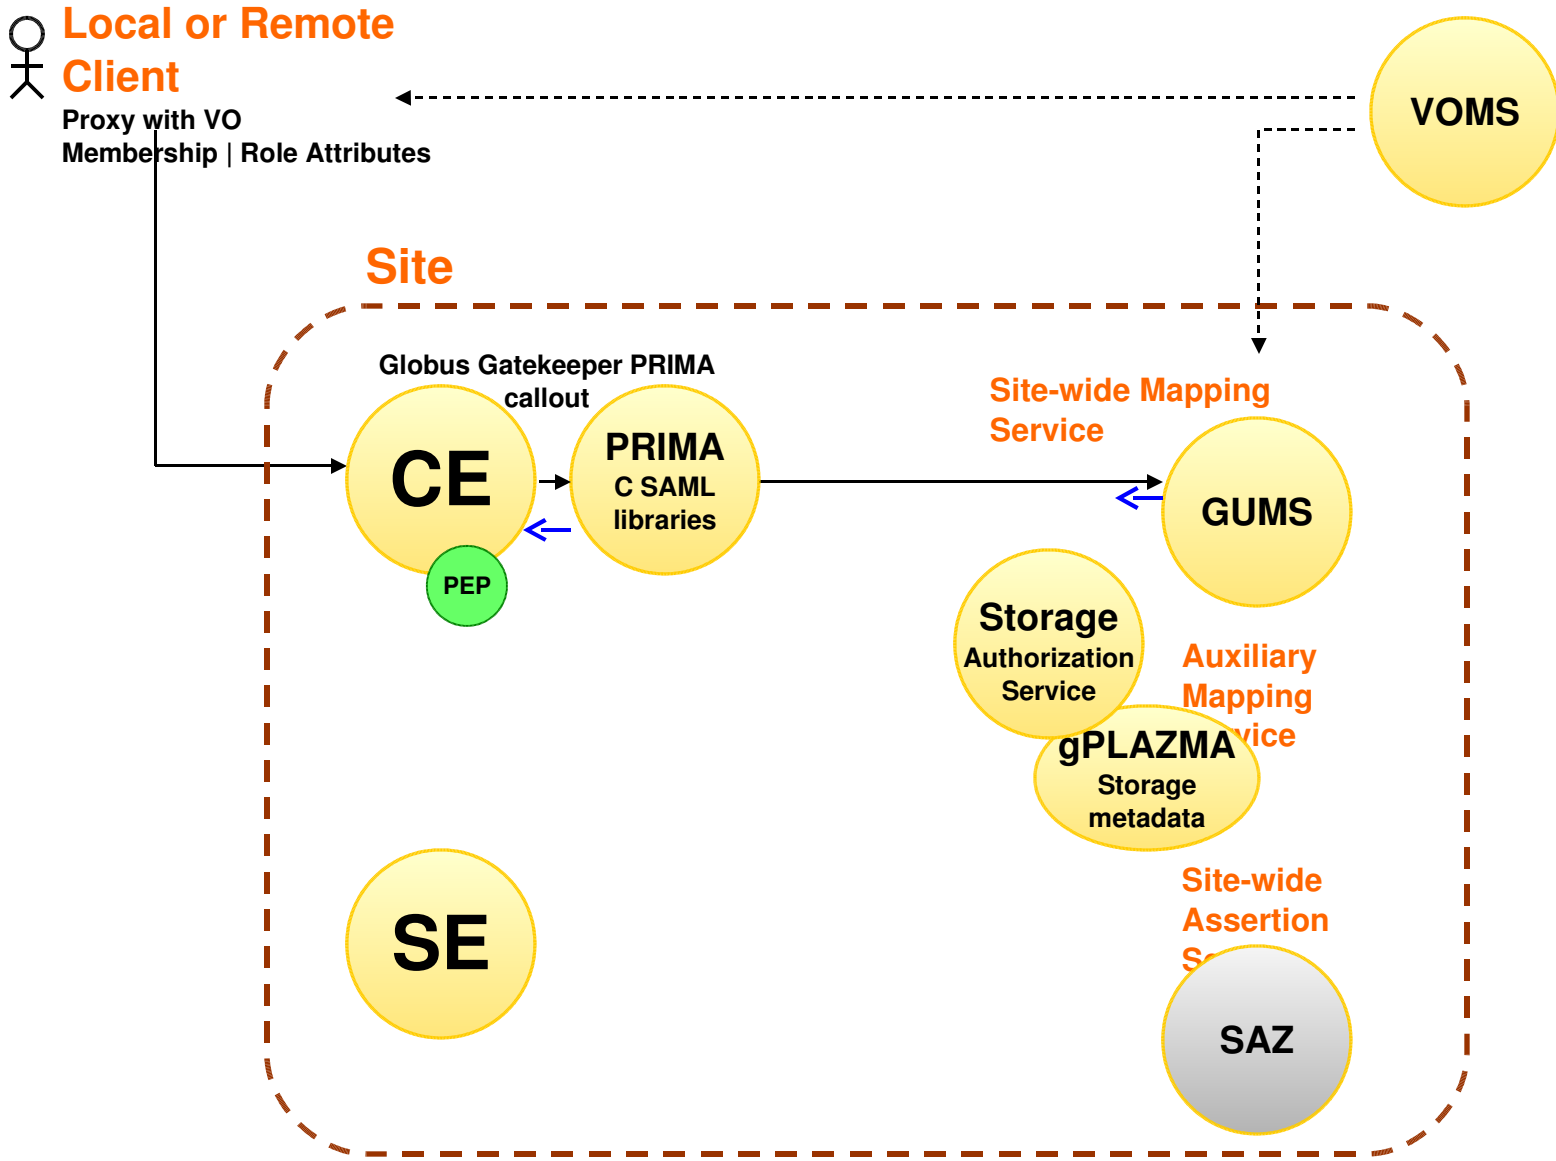 Local or Remote
Client
Proxy with VO
Membership | Role Attributes
VOMS
Site
Globus Gatekeeper PRIMA
callout
CE
PEP
PRIMA
C SAML
libraries
Site-wide Mapping
Service
GUMS
Storage
Authorization
Service
Auxiliary
Mapping
gPLAZMA
Storage
metadata
SE
Site-wide
Assertion
SAZ